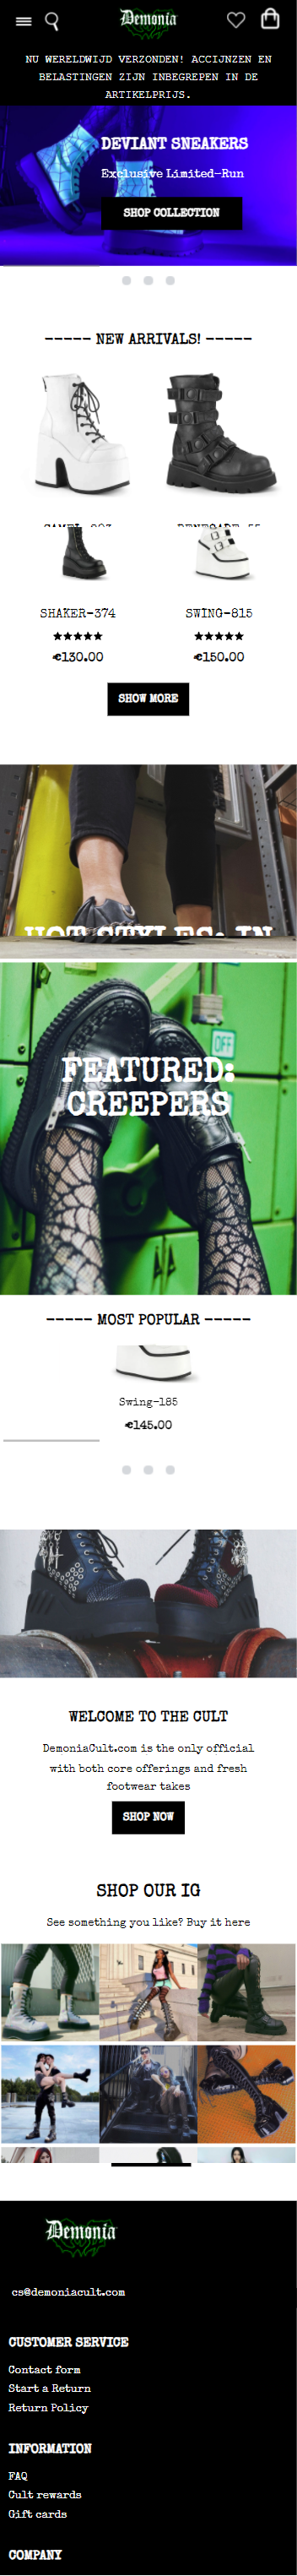 Demonia
NU WERELDWIJD VERZONDEN! ACCIJNZEN EN
BELASTINGEN ZIJN INBEGREPEN IN DE
ARTIKELPRIJS.
DEVIANT SNEAKERS
Exclusive Limited-Run
SHOP COLLECTION
----- NEW ARRIVALS! -----
SHAKER-374
SWING-815
★★★★★
★★★★★
€130.00
€150.00
SHOW MORE
HOT STYLES: IN
OFF
FEATURED:
CREEPERS
----- MOST POPULAR -----
Swing-185
€145.00
WELCOME TO THE CULT
DemoniaCult.com is the only official
with both core offerings and fresh
footwear takes
SHOP NOW
SHOP OUR IG
See something you like? Buy it here
Demonia
cs@demoniacult.com
CUSTOMER SERVICE
Contact form
Start a Return
Return Policy
INFORMATION
FAQ
Cult rewards
Gift cards
COMPANY